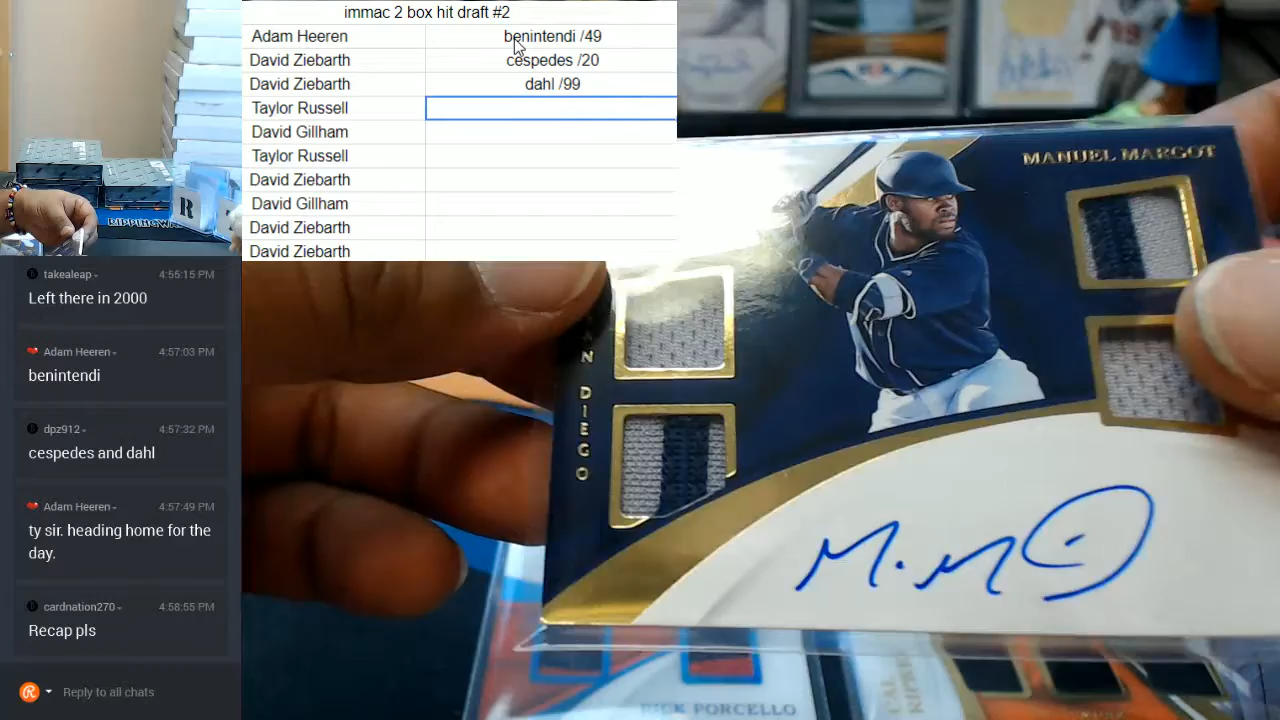 immac 2 box hit draft #2
Adam Heeren benintendi /49
David Ziebarth cespedes /20
David Ziebarth dahl /99
Taylor Russell
David Gillham
Taylor Russell
David Ziebarth
David Gillham
David Ziebarth
David Ziebarth
takealeap 4:55:15 PM
Left there in 2000
Adam Heeren 4:57:03 PM
benintendi
dpz912 4:57:32 PM
cespedes and dahl
Adam Heeren 4:57:49 PM
ty sir. heading home for the
day.
cardnation270 4:58:55 PM
Recap pls
Reply to all chats
MANUEL MARGOT
DIEGO
M. M
RICK PORCELLO
R